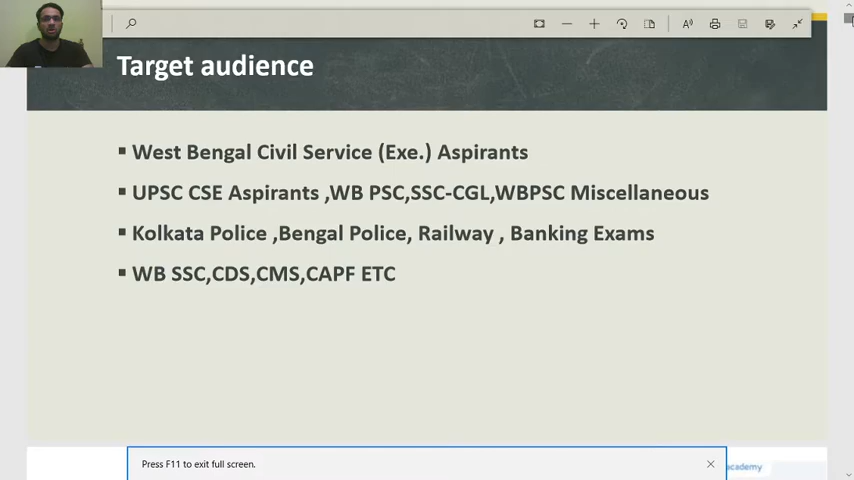 Target audience
West Bengal Civil Service (Exe.) Aspirants
UPSC CSE Aspirants ,WB PSC,SSC-CGL,WBPSC Miscellaneous
Kolkata Police ,Bengal Police, Railway , Banking Exams
WB SSC,CDS,CMS,CAPF ETC
Press F11 to exit full screen.
academy